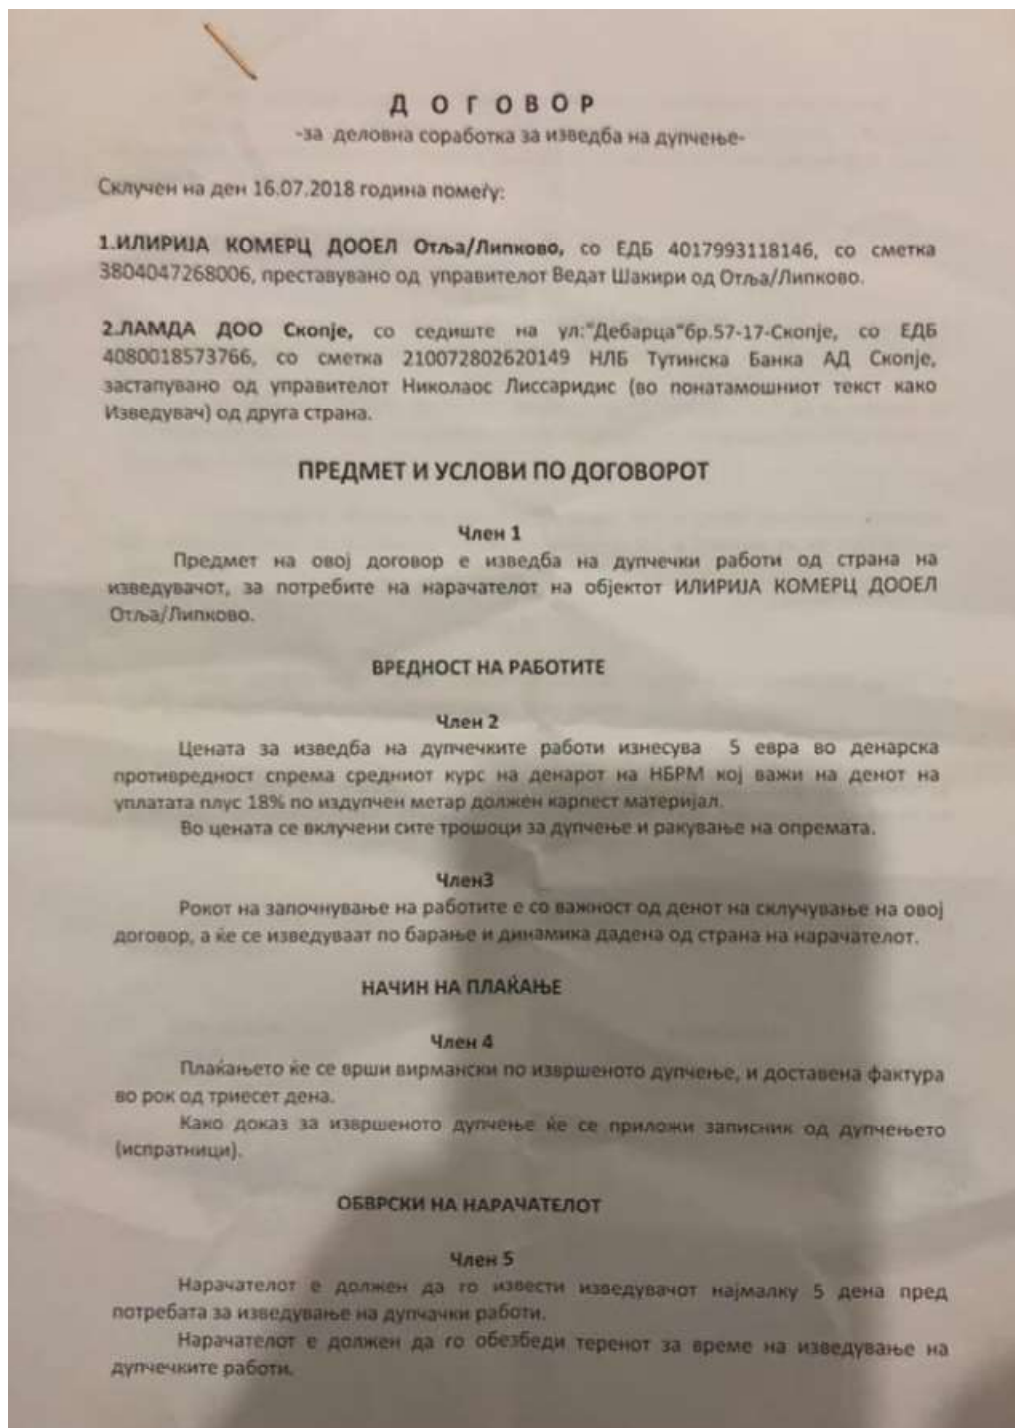 Д О Г О В О Р
-за деловна соработка за изведба на дупчење-
Склучен на ден 16.07.2018 година помеѓу:
1.ИЛИРИЈА КОМЕРЦ ДООЕЛ Отља/Липково, со ЕДБ 4017993118146, со сметка
3804047268006, преставувано од управителот Ведат Шакири од Отља/Липково.
2.ЛАМДА ДОО Скопје, со седиште на ул:"Дебарца"бр.57-17-Скопје, со ЕДБ
4080018573766, со сметка 210072802620149 НЛБ Тутинска Банка АД Скопје,
застапувано од управителот Николаос Лиссаридис (во понатамошниот текст како
Изведувач) од друга страна.
ПРЕДМЕТ И УСЛОВИ ПО ДОГОВОРОТ
Член 1
Предмет на овој договор е изведба на дупчечки работи од страна на
изведувачот, за потребите на нарачателот на објектот ИЛИРИЈА КОМЕРЦ ДООЕЛ
Отља/Липково.
ВРЕДНОСТ НА РАБОТИТЕ
Член 2
Цената за изведба на дупчечките работи изнесува 5 евра во денарска
противредност спрема средниот курс на денарот на НБРМ кој важи на денот на
уплатата плус 18% по издупчен метар должен карпест материјал.
Во цената се вклучени сите трошоци за дупчење и ракување на опремата.
Член3
Рокот на започнување на работите е со важност од денот на склучување на овој
договор, а ќе се изведуваат по барање и динамика дадена од страна на нарачателот.
НАЧИН НА ПЛАЌАЊЕ
Член 4
Плаќањето ќе се врши вирмански по извршеното дупчење, и доставена фактура
во рок од триесет дена.
Како доказ за извршеното дупчење ќе се приложи записник од дупчењето
(испратници).
ОБВРСКИ НА НАРАЧАТЕЛОТ
Член 5
Нарачателот е должен да го извести изведувачот најмалку 5 дена пред
потребата за изведување на дупчачки работи.
Нарачателот е должен да го обезбеди теренот за време на изведување на
дупчечките работи.